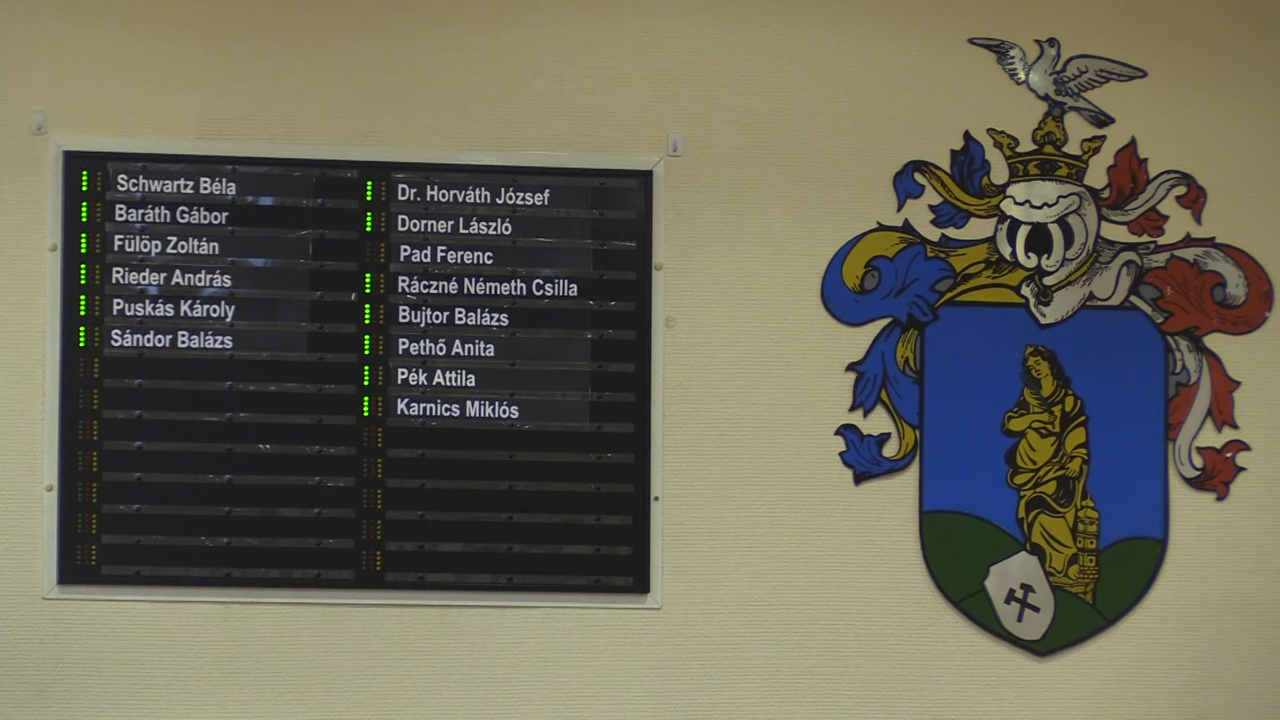 Schwartz Béla
Baráth Gábor
Fülöp Zoltán
Rieder András
Puskás Károly
Sándor Balázs
Dr. Horváth József
Dorner László
Pad Ferenc
Ráczné Németh Csilla
Bujtor Balázs
Pethő Anita
Pék Attila
Karnics Miklós